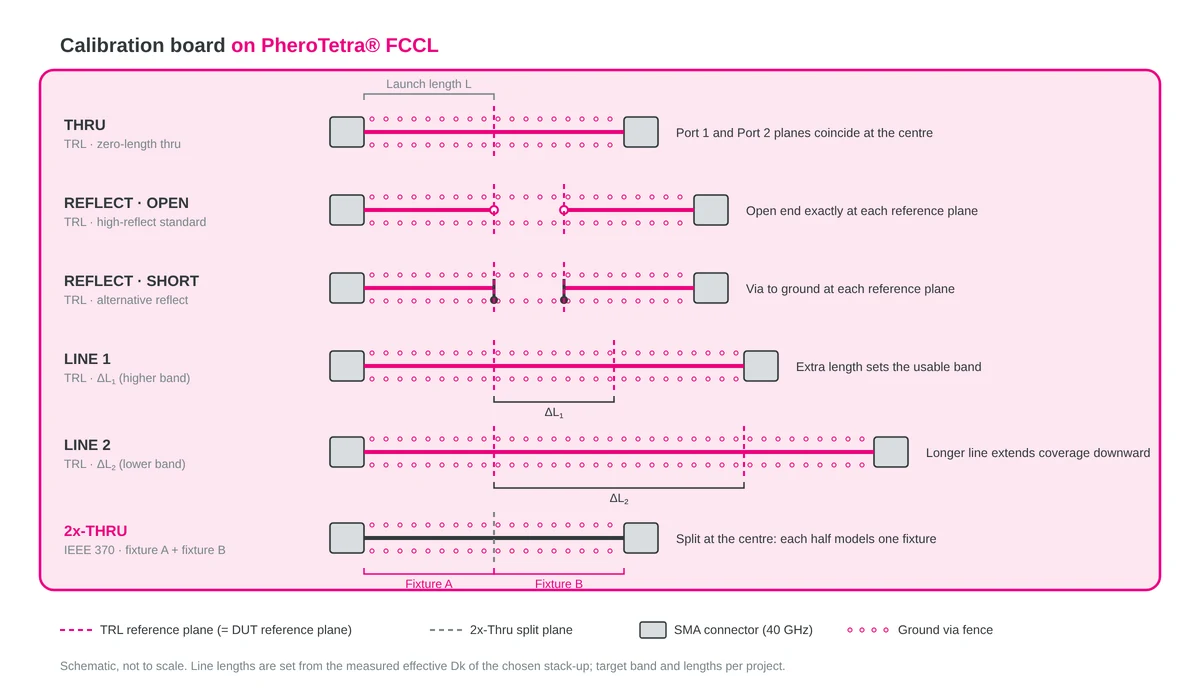 Calibration board on PheroTetra® FCCL
Launch length L
THRU
TRL · zero-length thru
Port 1 and Port 2 planes coincide at the centre
REFLECT · OPEN
TRL · high-reflect standard
Open end exactly at each reference plane
REFLECT · SHORT
TRL · alternative reflect
Via to ground at each reference plane
LINE 1
TRL · ΔL₁ (higher band)
Extra length sets the usable band
ΔL₁
LINE 2
TRL · ΔL₂ (lower band)
Longer line extends coverage downward
ΔL₂
2x-THRU
IEEE 370 · fixture A + fixture B
Split at the centre: each half models one fixture
Fixture A
Fixture B
TRL reference plane (= DUT reference plane)
2x-Thru split plane
SMA connector (40 GHz)
Ground via fence
Schematic, not to scale. Line lengths are set from the measured effective Dk of the chosen stack-up; target band and lengths per project.